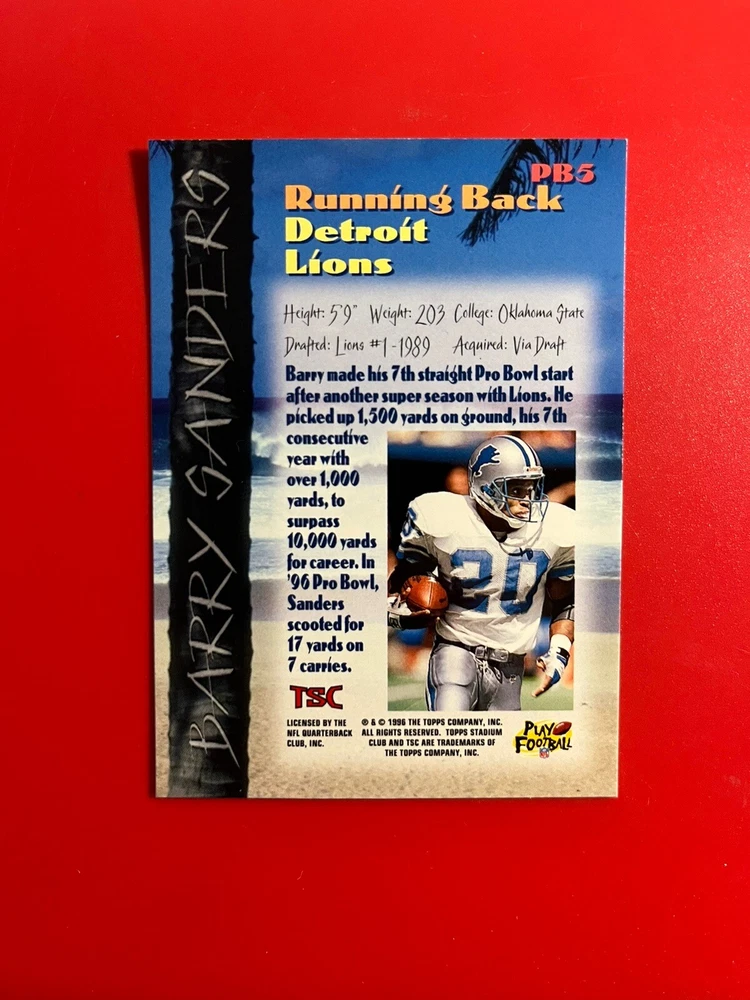 PB5
Running Back
Detroit
Lions
BARRY SANDERS
Height: 5'9" Weight: 203 College: Oklahoma State
Drafted: Lions #1-1989 Acquired: Via Draft
Barry made his 7th straight Pro Bowl start
after another super season with Lions. He
picked up 1,500 yards on ground, his 7th
consecutive
year with
over 1,000
yards, to
surpass
10,000 yards
for career. In
'96 Pro Bowl,
Sanders
scooted for
17 yards on
7 carries.
20
TSC
LICENSED BY THE
NFL QUARTERBACK
CLUB, INC.
® & © 1996 THE TOPPS COMPANY, INC.
ALL RIGHTS RESERVED. TOPPS STADIUM
CLUB AND TSC ARE TRADEMARKS OF
THE TOPPS COMPANY, INC.
PLAY
FOOTBALL
NFL